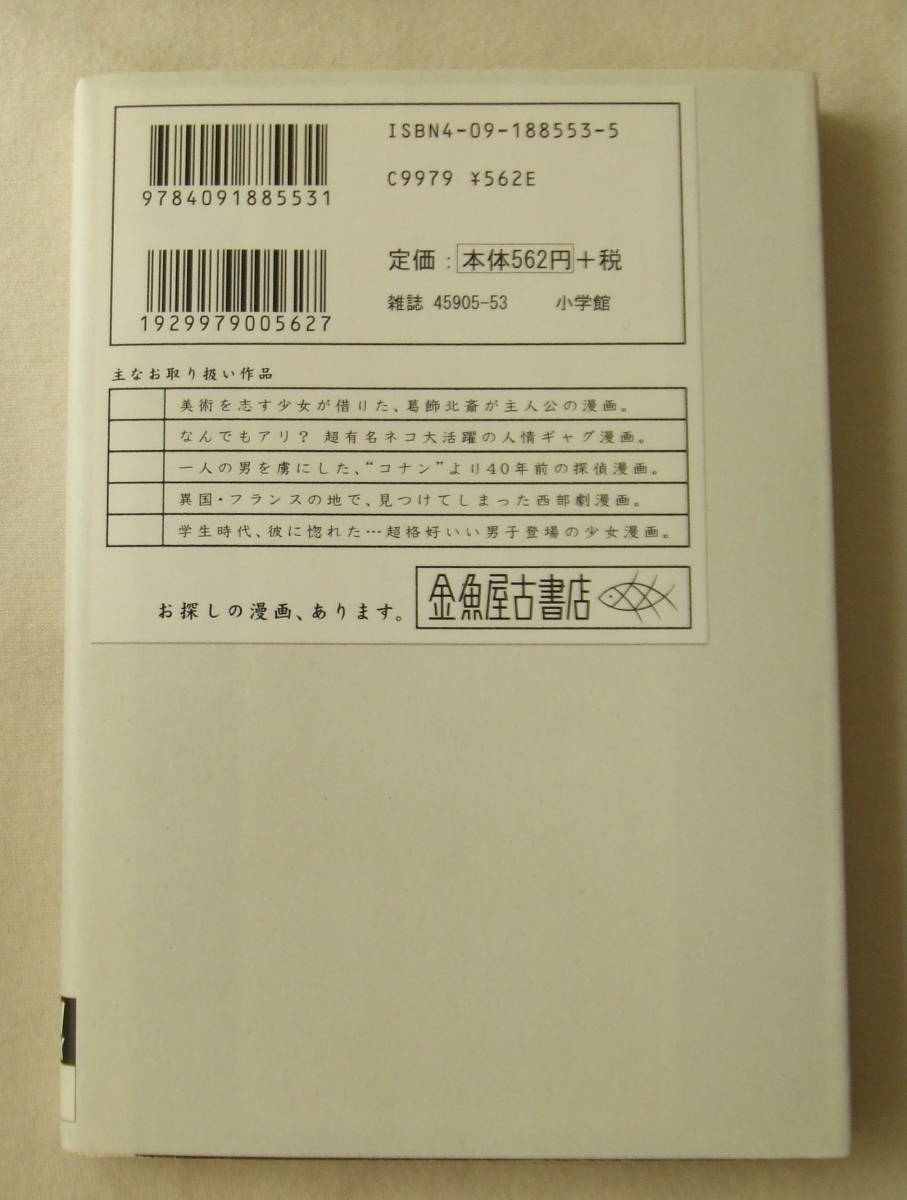 ISBN4-09-188553-5
9784091885531
C9979 ¥562E
1929979005627
定価：本体562円＋税
雑誌 45905-53 小学館
主なお取り扱い作品
美術を志す少女が借りた、葛飾北斎が主人公の漫画。
なんでもアリ？ 超有名ネコ大活躍の人情ギャグ漫画。
一人の男を虜にした、“コナン”より40年前の探偵漫画。
異国・フランスの地で、見つけてしまった西部劇漫画。
学生時代、彼に惚れた…超格好いい男子登場の少女漫画。
お探しの漫画、あります。
金魚屋古書店